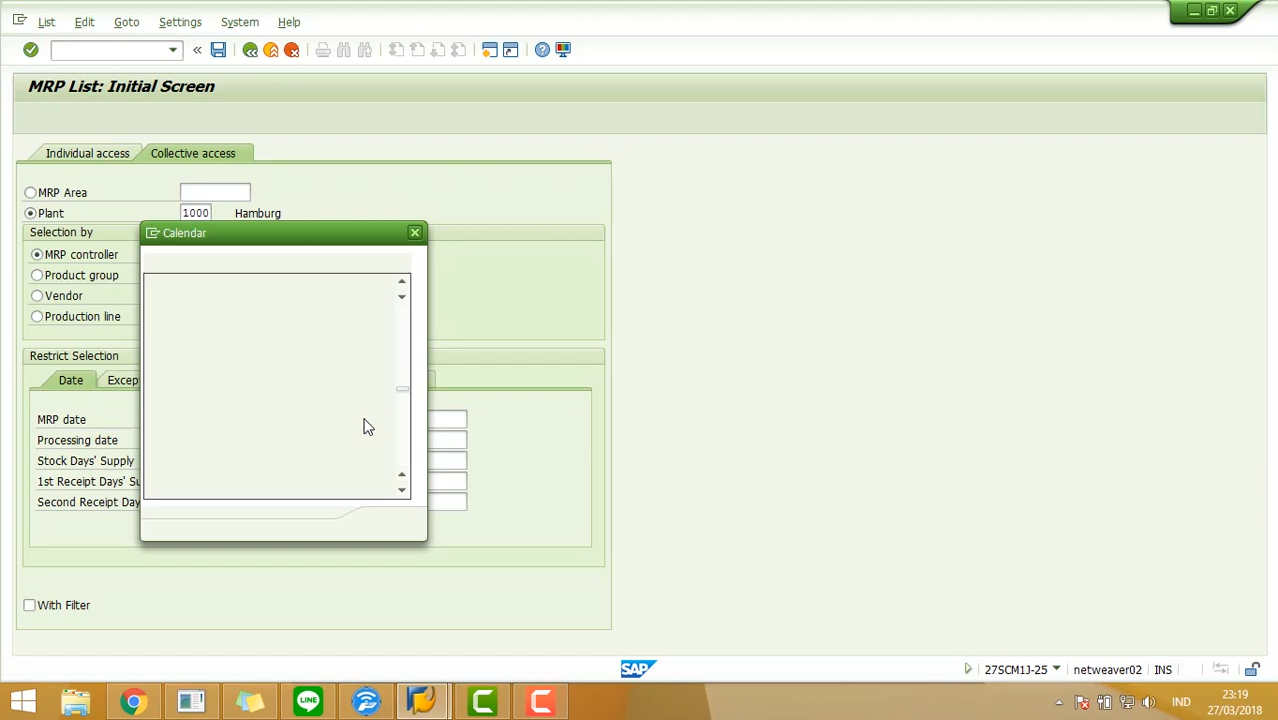 List Edit Goto Settings System Help
MRP List: Initial Screen
Individual access Collective access
MRP Area
Plant 1000 Hamburg
Selection by
Calendar
MRP controller
Product group
Vendor
Production line
Restrict Selection
Date Excep
MRP date
Processing date
Stock Days' Supply
1st Receipt Days' Su
Second Receipt Day
With Filter
SAP
27SCM1J-25 netweaver02 INS
LINE
IND
23:19
27/03/2018